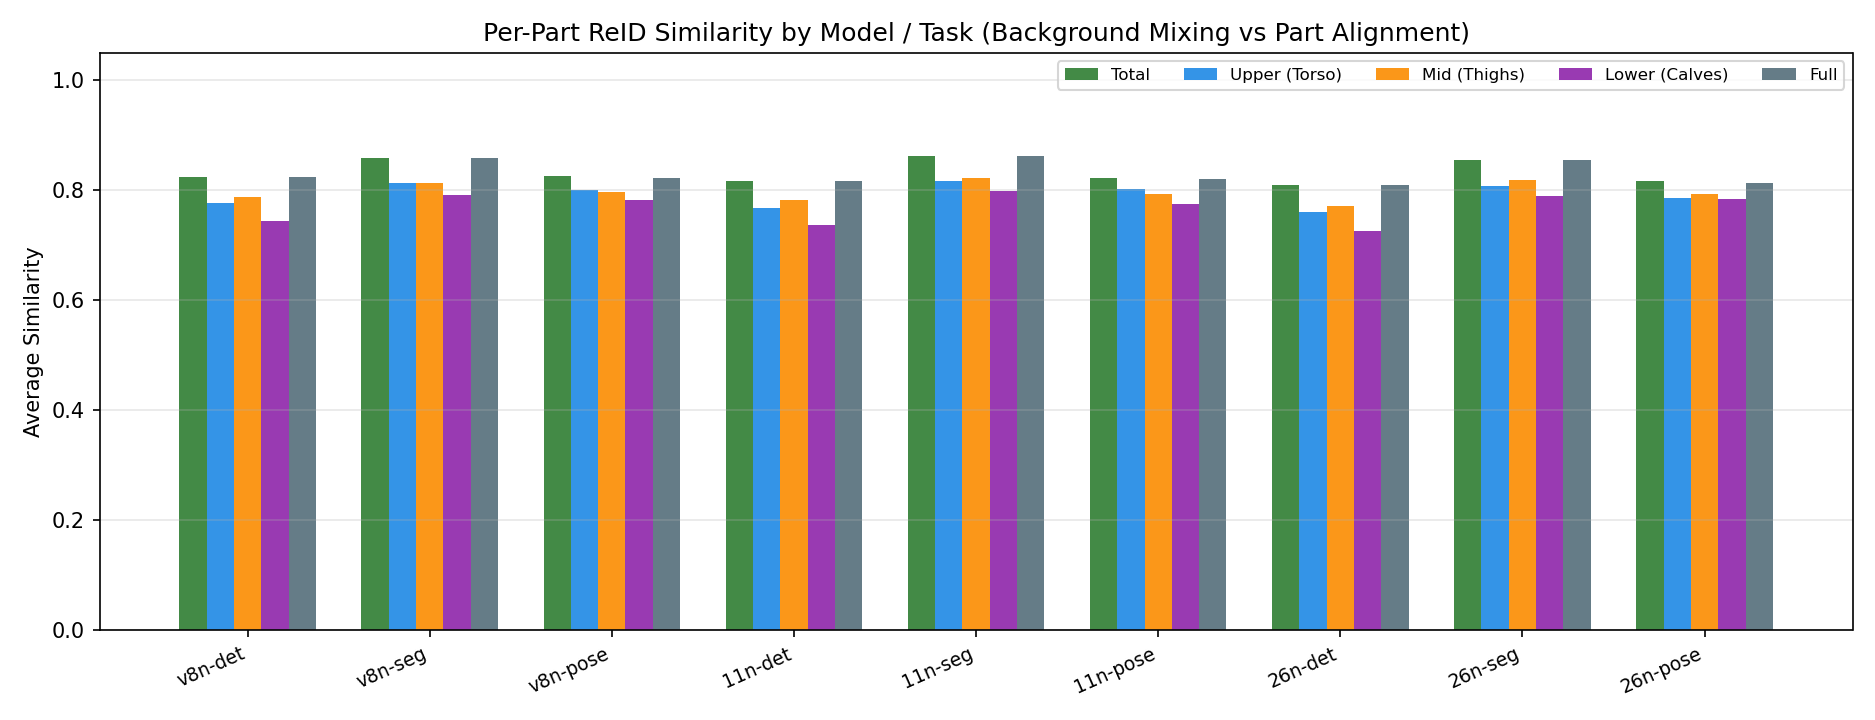 Per-Part ReID Similarity by Model / Task (Background Mixing vs Part Alignment)
Total Upper (Torso) Mid (Thighs) Lower (Calves) Full
Average Similarity
1.0
0.8
0.6
0.4
0.2
0.0
v8n-det v8n-seg v8n-pose 11n-det 11n-seg 11n-pose 26n-det 26n-seg 26n-pose